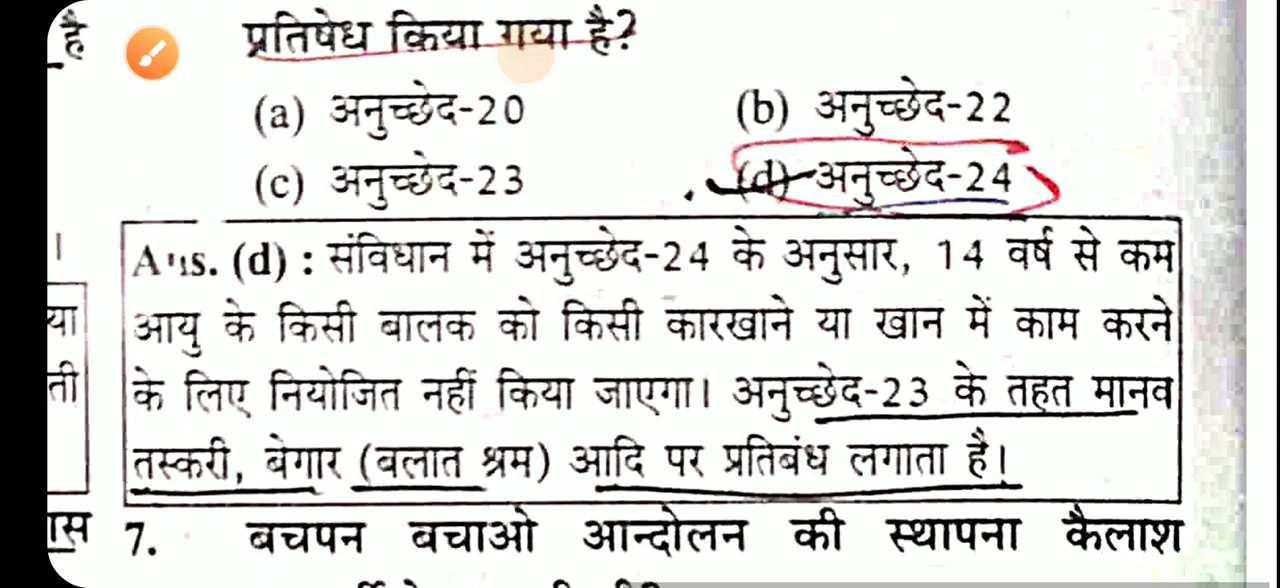 है
प्रतिषेध किया गया है?
(a) अनुच्छेद-20 (b) अनुच्छेद-22
(c) अनुच्छेद-23 (d) अनुच्छेद-24
Ans. (d) : संविधान में अनुच्छेद-24 के अनुसार, 14 वर्ष से कम
आयु के किसी बालक को किसी कारखाने या खान में काम करने
के लिए नियोजित नहीं किया जाएगा। अनुच्छेद-23 के तहत मानव
तस्करी, बेगार (बलात श्रम) आदि पर प्रतिबंध लगाता है।
7. बचपन बचाओ आन्दोलन की स्थापना कैलाश
या
ती